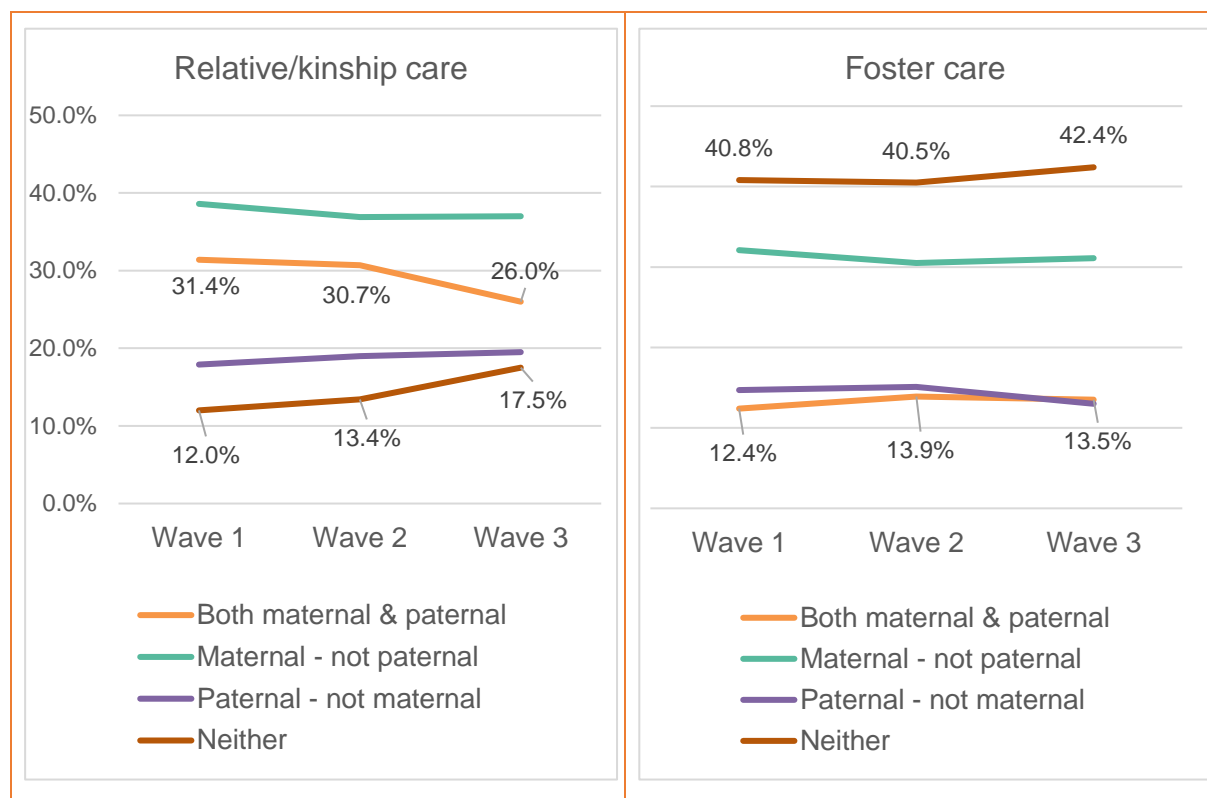 Relative/kinship care
50.0%
40.0%
30.0%
20.0%
10.0%
0.0%
31.4%
30.7%
26.0%
12.0%
13.4%
17.5%
Wave 1 Wave 2 Wave 3
Both maternal & paternal
Maternal - not paternal
Paternal - not maternal
Neither
Foster care
40.8%
40.5%
42.4%
12.4%
13.9%
13.5%
Wave 1 Wave 2 Wave 3
Both maternal & paternal
Maternal - not paternal
Paternal - not maternal
Neither